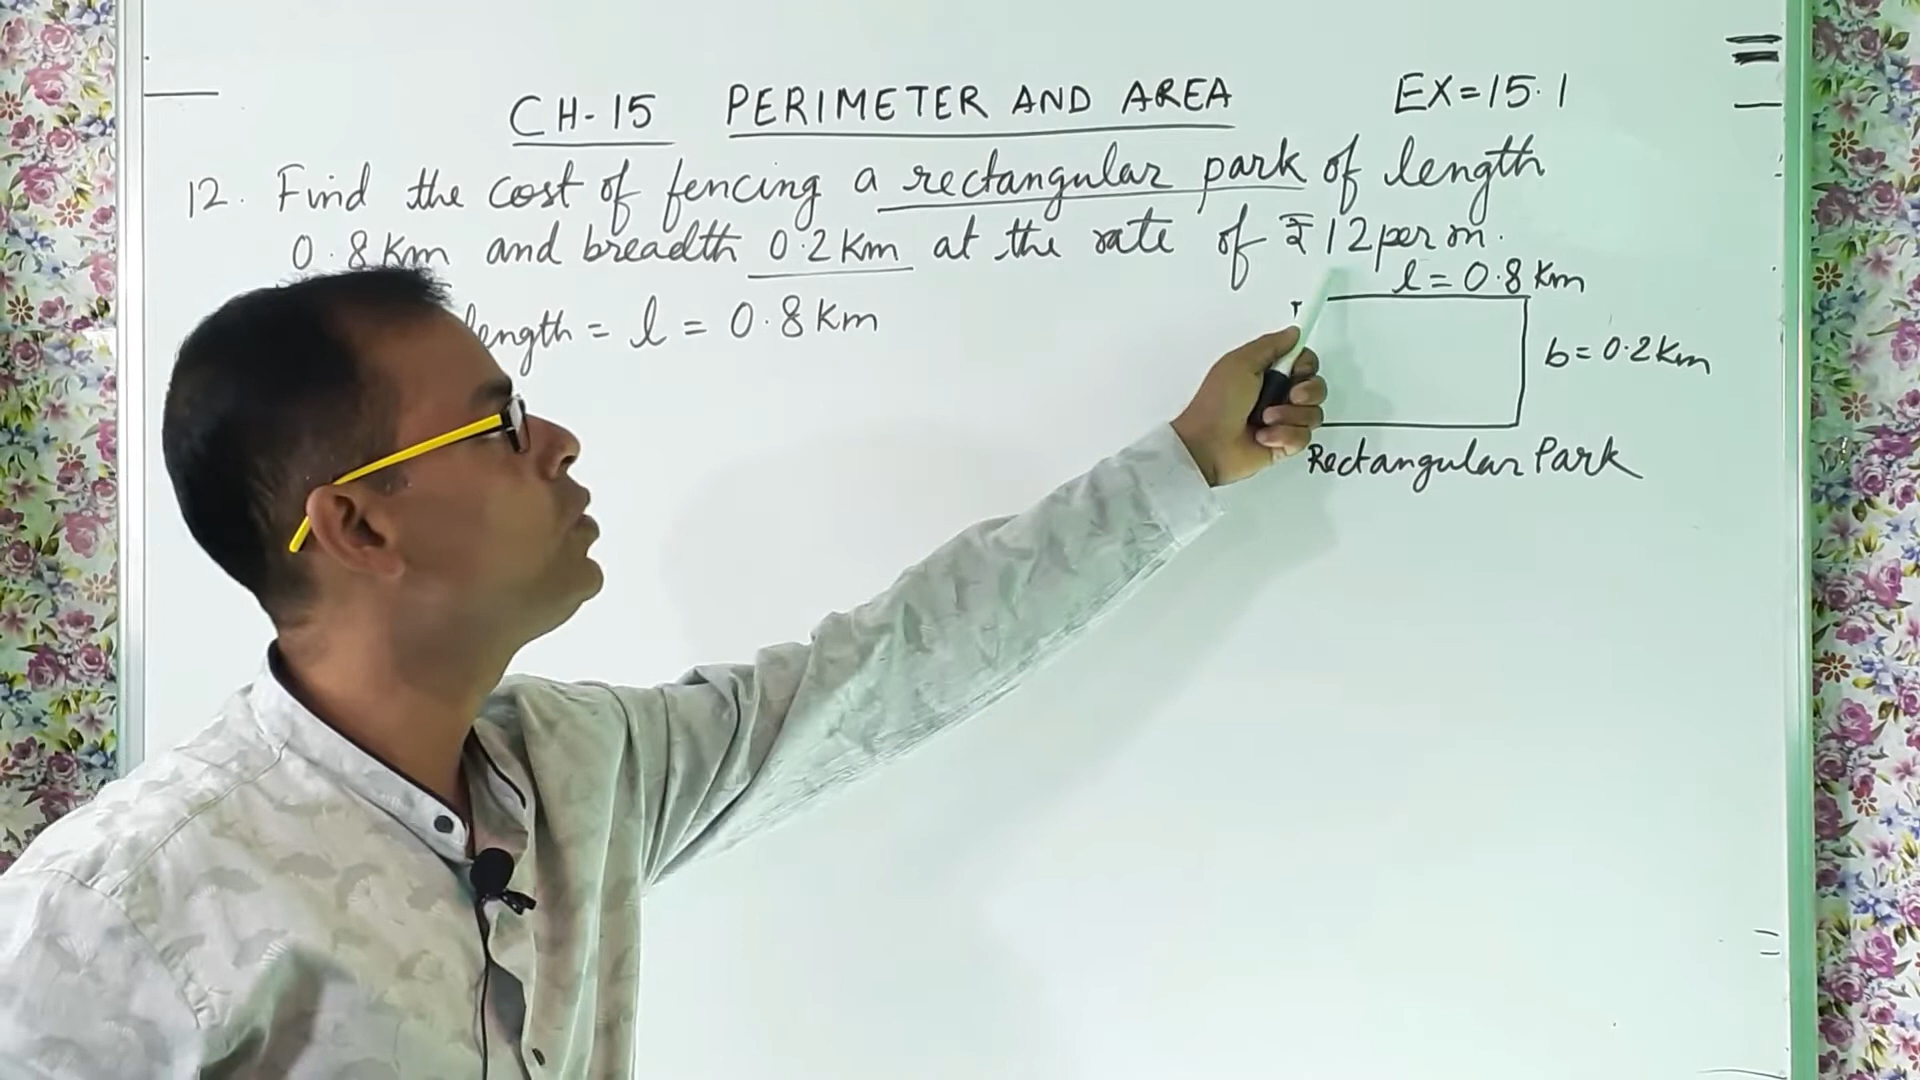 CH-15 PERIMETER AND AREA EX=15.1
12. Find the cost of fencing a rectangular park of length
0.8 Km and breadth 0.2 Km at the rate of ₹12 per m.
length = l = 0.8 Km
l = 0.8 Km
b = 0.2 Km
Rectangular Park